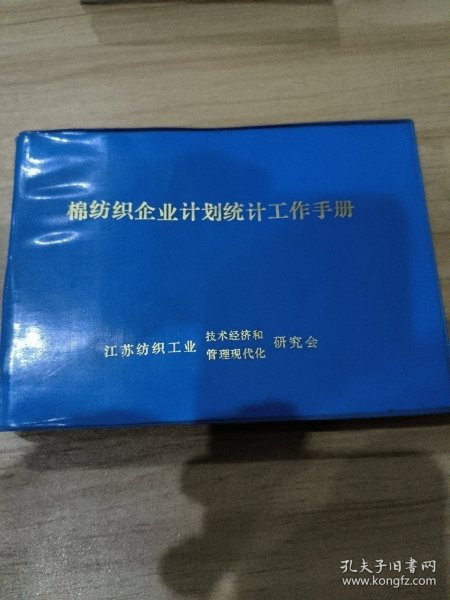 棉纺织企业计划统计工作手册
江苏纺织工业 技术经济和 研究会
管理现代化
孔夫子旧书网
www.kongfz.com